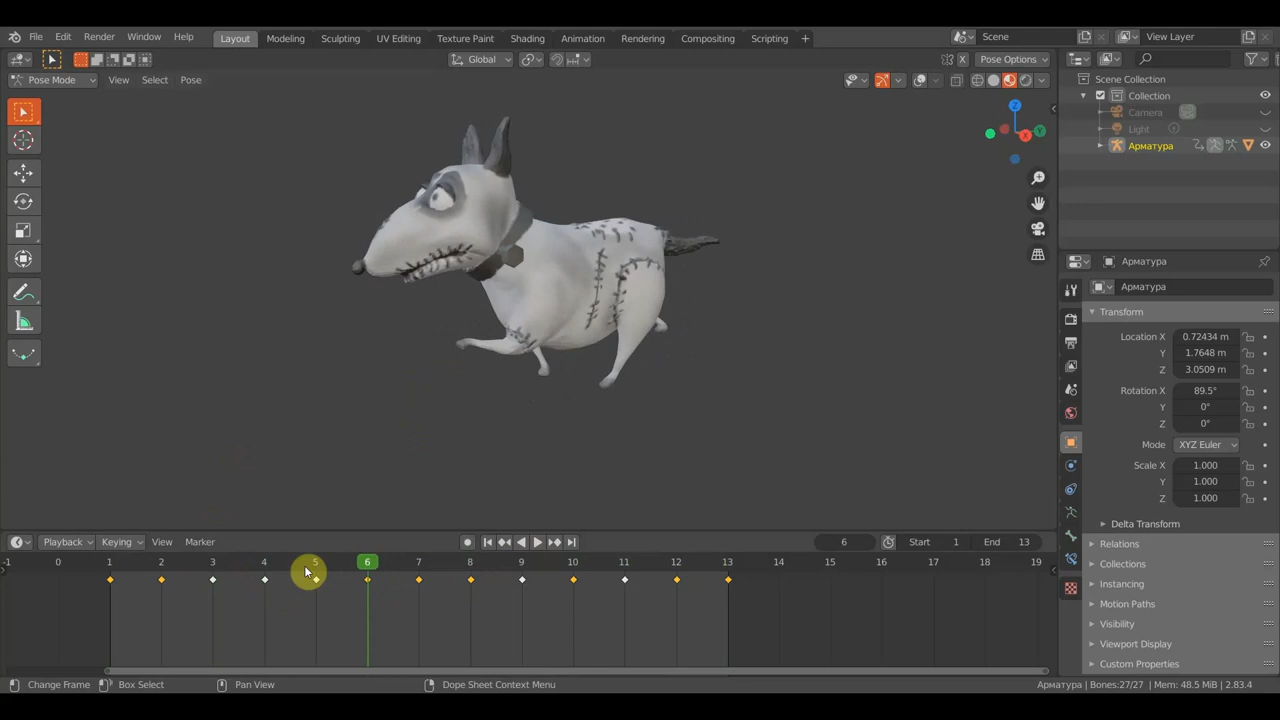 File Edit Render Window Help Layout Modeling Sculpting UV Editing Texture Paint Shading Animation Rendering Compositing Scripting + Scene View Layer
Global Pose Options
Pose Mode View Select Pose
Scene Collection
Collection
Camera
Light
Арматура
Арматура
Арматура
Transform
Location X 0.72434 m
Y 1.7648 m
Z 3.0509 m
Rotation X 89.5°
Y 0°
Z 0°
Mode XYZ Euler
Scale X 1.000
Y 1.000
Z 1.000
Delta Transform
Relations
Collections
Instancing
Motion Paths
Visibility
Viewport Display
Custom Properties
Playback Keying View Marker 6 Start 1 End 13
-1 0 1 2 3 4 5 6 7 8 9 10 11 12 13 14 15 16 17 18 19
Change Frame Box Select Pan View Dope Sheet Context Menu Арматура | Bones:27/27 | Mem: 48.5 MiB | 2.83.4